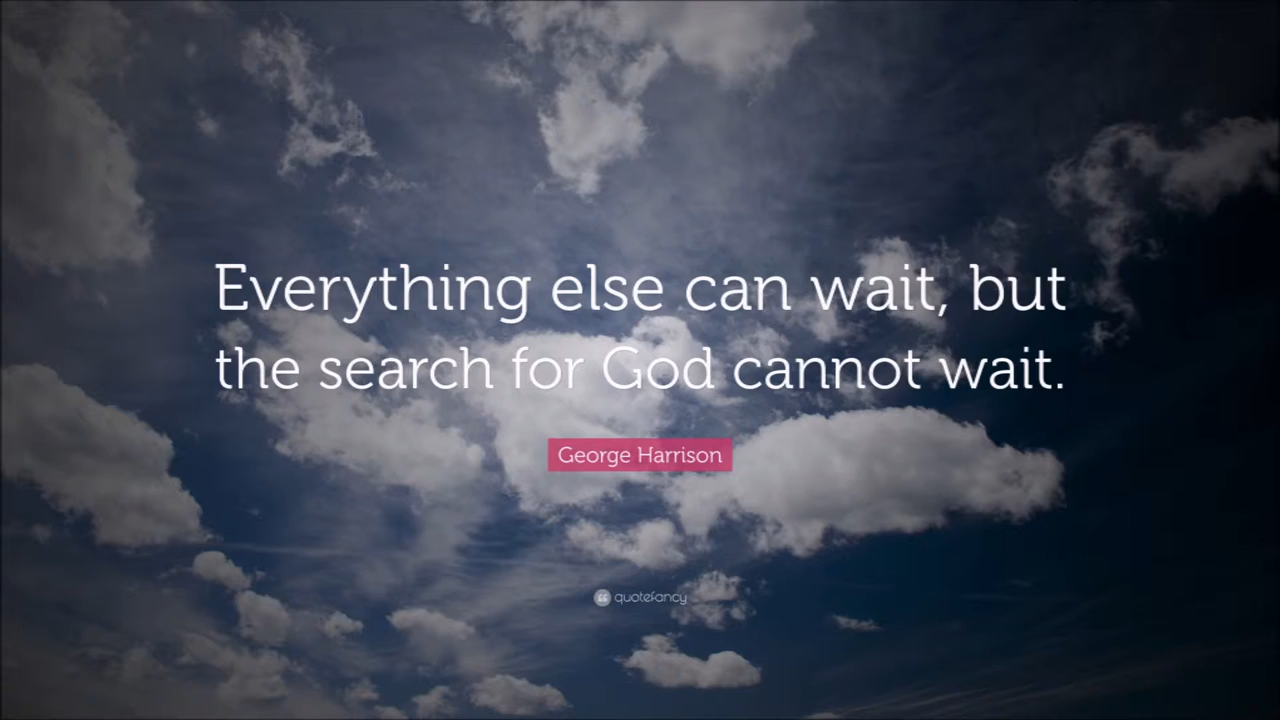 Everything else can wait, but
the search for God cannot wait.
George Harrison
quotefancy